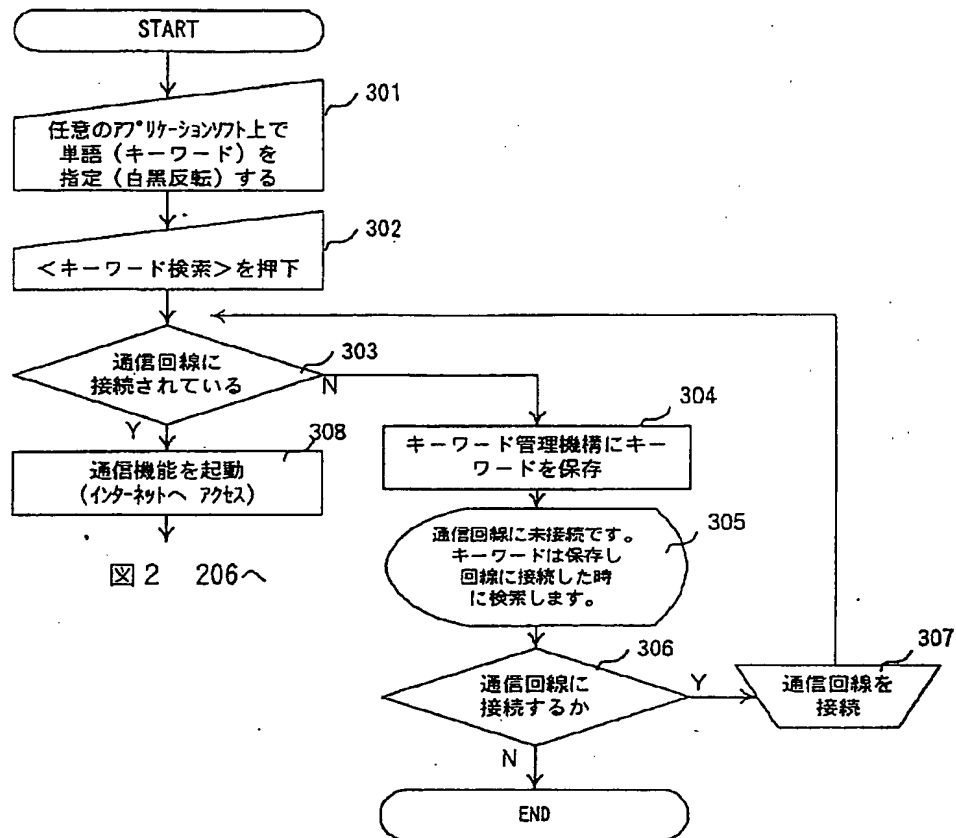 START
301
任意のアプリケーションソフト上で
単語（キーワード）を
指定（白黒反転）する
302
＜キーワード検索＞を押下
303
通信回線に
接続されている
N
Y
308
通信機能を起動
(インターネットへ アクセス)
図２ 206へ
304
キーワード管理機構にキー
ワードを保存
305
通信回線に未接続です。
キーワードは保存し
回線に接続した時
に検索します。
306
通信回線に
接続するか
Y
N
307
通信回線を
接続
END